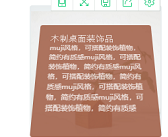 木制桌面装饰品
muji风格，可搭配装饰植物，
简约有质感muji风格，可搭配
装饰植物，简约有质感muji风
格，可搭配装饰植物，简约有
质感muji风格，可搭配装饰植
物，简约有质感muji风格，可
搭配装饰植物，简约有质感